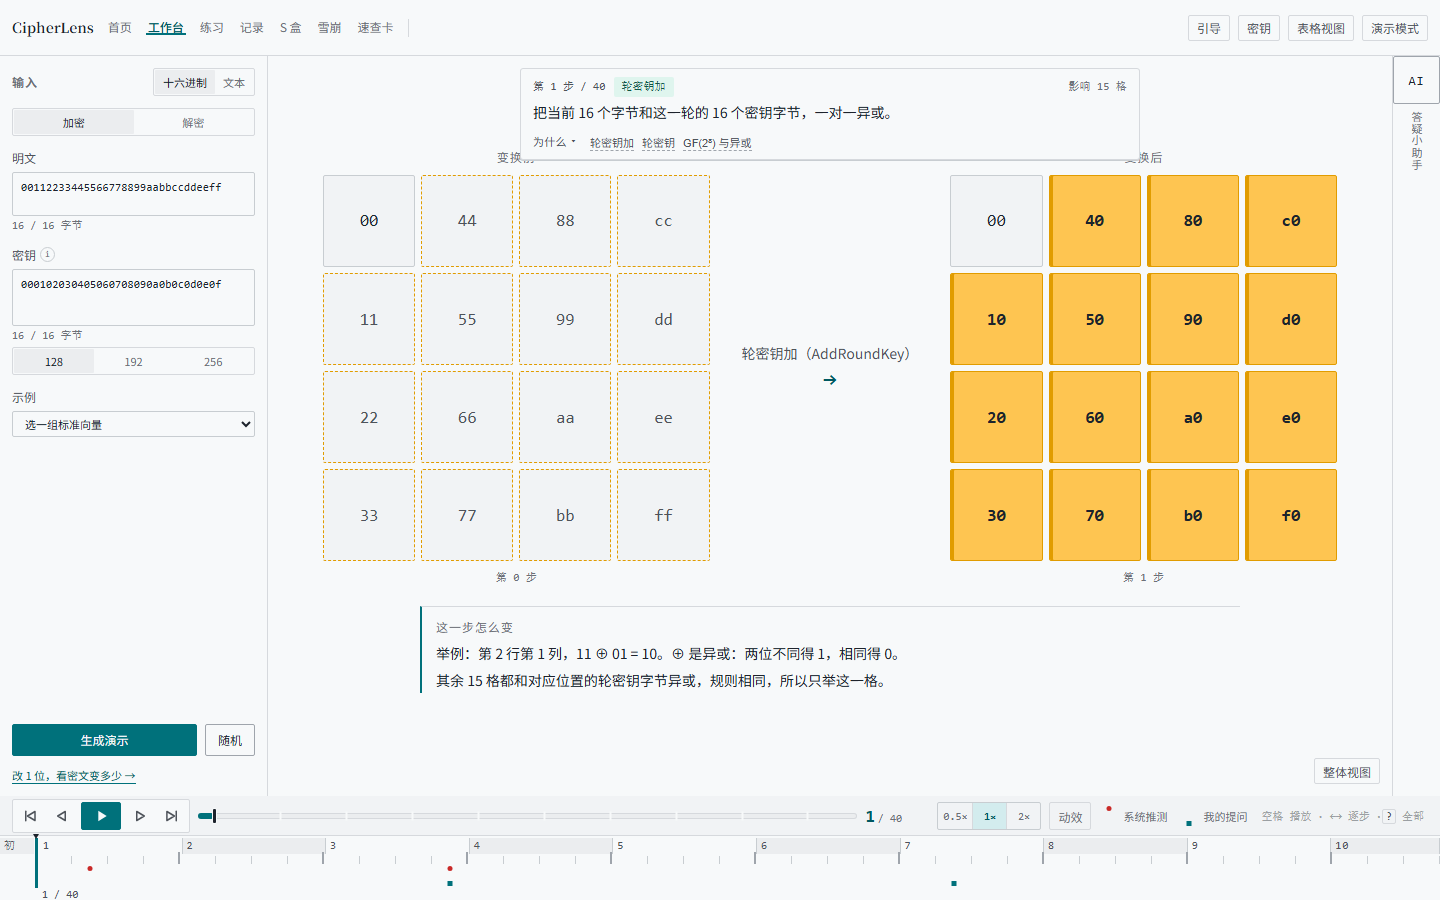 CipherLens 首页 工作台 练习 记录 S 盒 雪崩 速查卡 引导 密钥 表格视图 演示模式
输入 十六进制 文本
加密 解密
明文
00112233445566778899aabbccddeeff
16 / 16 字节
密钥 i
000102030405060708090a0b0c0d0e0f
16 / 16 字节
128 192 256
示例
选一组标准向量
生成演示 随机
改 1 位，看密文变多少 →
第 1 步 / 40 轮密钥加 影响 15 格
把当前 16 个字节和这一轮的 16 个密钥字节，一对一异或。
为什么 轮密钥加 轮密钥 GF(2⁸) 与异或
变换前 变换后
00 44 88 cc
11 55 99 dd
22 66 aa ee
33 77 bb ff
第 0 步
轮密钥加（AddRoundKey）
→
00 40 80 c0
10 50 90 d0
20 60 a0 e0
30 70 b0 f0
第 1 步
这一步怎么变
举例：第 2 行第 1 列，11 ⊕ 01 = 10。⊕ 是异或：两位不同得 1，相同得 0。
其余 15 格都和对应位置的轮密钥字节异或，规则相同，所以只举这一格。
整体视图
AI
答疑小助手
1 / 40 0.5× 1× 2× 动效 系统推测 我的提问 空格 播放 · ↔ 逐步 · ? 全部
初 1 2 3 4 5 6 7 8 9 10
1 / 40